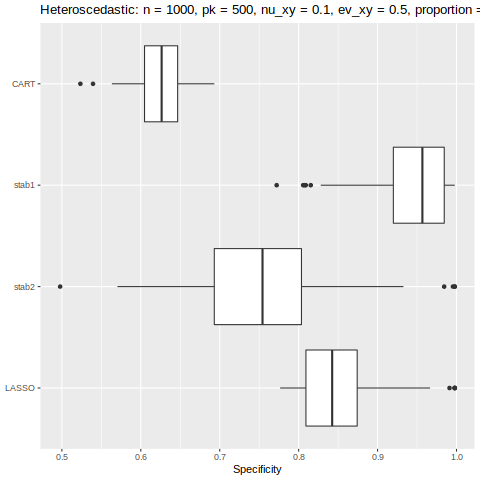 Heteroscedastic: n = 1000, pk = 500, nu_xy = 0.1, ev_xy = 0.5, proportion =
CART
stab1
stab2
LASSO
0.5 0.6 0.7 0.8 0.9 1.0
Specificity